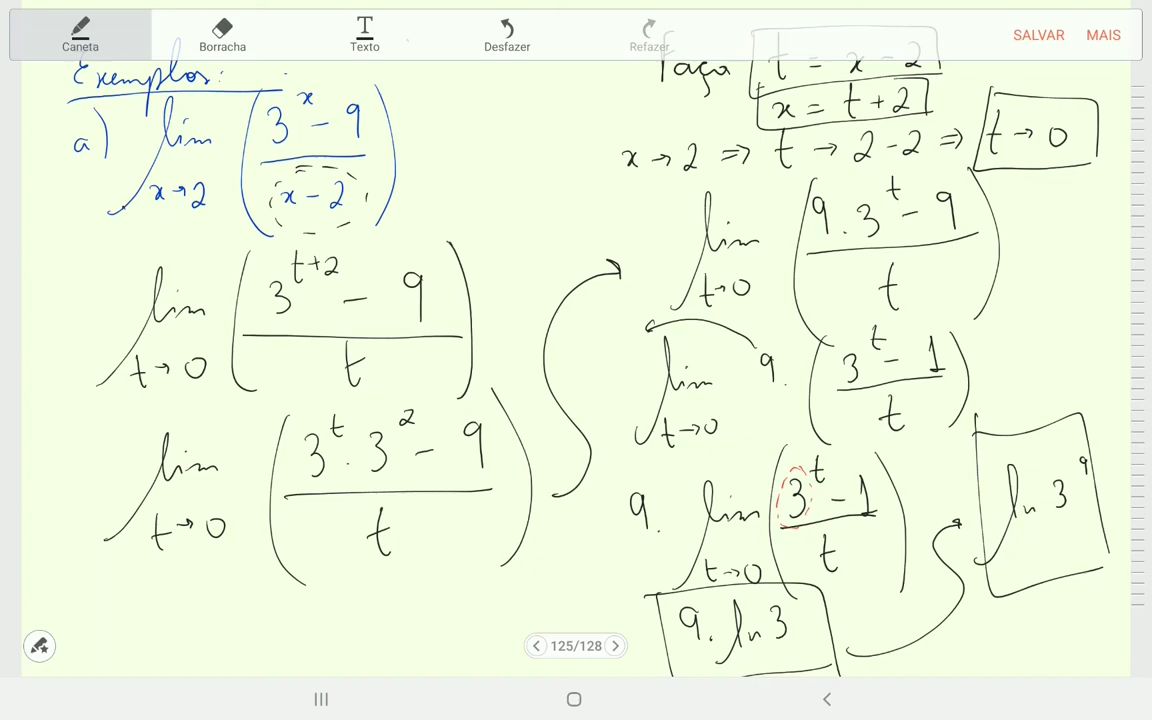 Caneta Borracha Texto Desfazer Refazer SALVAR MAIS
Exemplos:
a) lim x→2 (3^x - 9 / (x - 2))
lim t→0 (3^(t+2) - 9 / t)
lim t→0 (3^t . 3^2 - 9 / t)
Faça t = x - 2
x = t + 2
x → 2 ⇒ t → 2 - 2 ⇒ t → 0
lim t→0 (9 . 3^t - 9 / t)
lim t→0 9. (3^t - 1 / t)
9. lim t→0 (3^t - 1 / t)
9. ln 3
ln 3^9
125/128